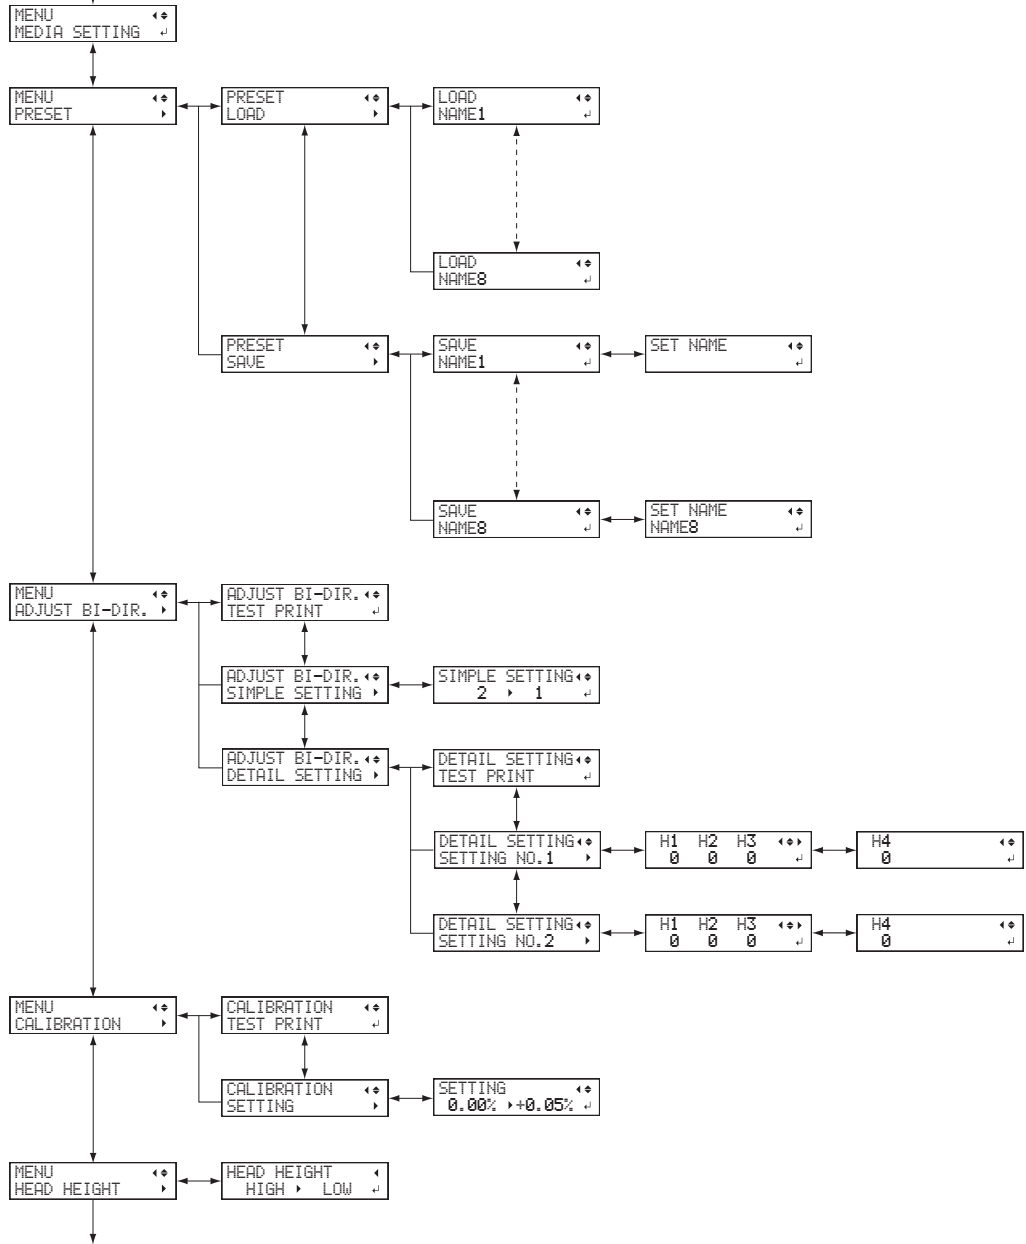 MENU
MEDIA SETTING ↵
MENU
PRESET
PRESET
LOAD
LOAD
NAME1 ↵
LOAD
NAME8 ↵
PRESET
SAVE
SAVE
NAME1 ↵
SET NAME
↵
SAVE
NAME8 ↵
SET NAME
NAME8 ↵
MENU
ADJUST BI-DIR.
ADJUST BI-DIR.
TEST PRINT ↵
ADJUST BI-DIR.
SIMPLE SETTING
SIMPLE SETTING
2 ▸ 1 ↵
ADJUST BI-DIR.
DETAIL SETTING
DETAIL SETTING
TEST PRINT ↵
DETAIL SETTING
SETTING NO.1
H1 H2 H3
0 0 0 ↵
H4
0 ↵
DETAIL SETTING
SETTING NO.2
H1 H2 H3
0 0 0 ↵
H4
0 ↵
MENU
CALIBRATION
CALIBRATION
TEST PRINT ↵
CALIBRATION
SETTING
SETTING
0.00% ▸+0.05% ↵
MENU
HEAD HEIGHT
HEAD HEIGHT
HIGH ▸ LOW ↵